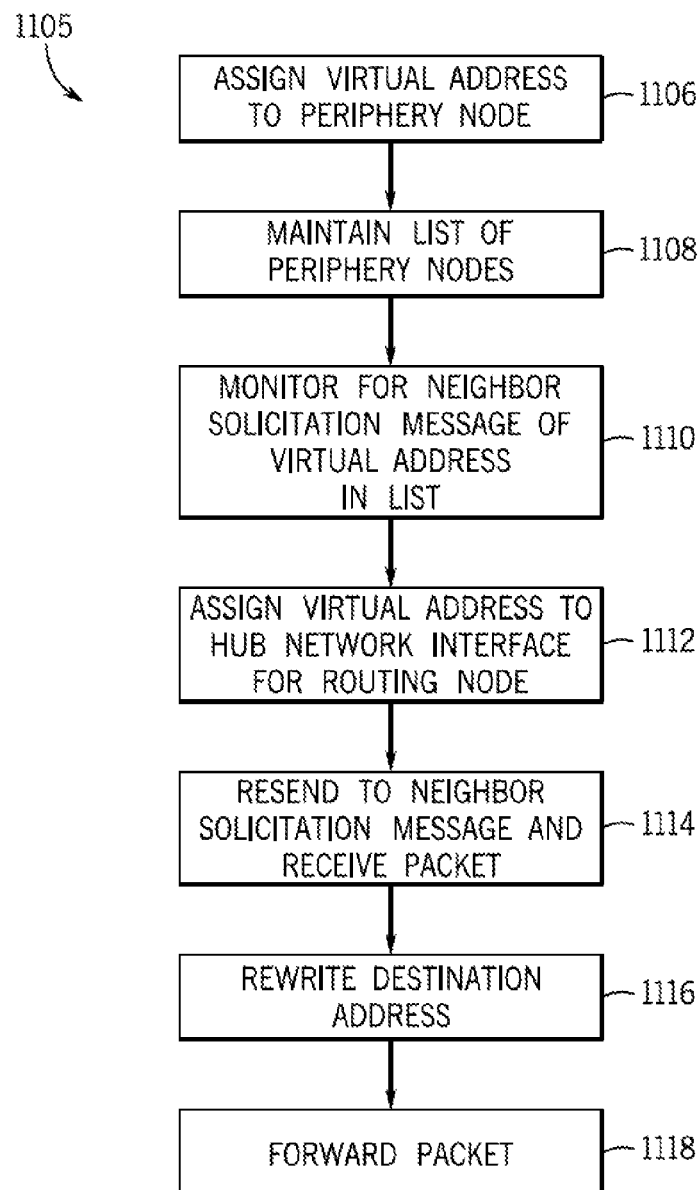 1105
ASSIGN VIRTUAL ADDRESS
TO PERIPHERY NODE
1106
MAINTAIN LIST OF
PERIPHERY NODES
1108
MONITOR FOR NEIGHBOR
SOLICITATION MESSAGE OF
VIRTUAL ADDRESS
IN LIST
1110
ASSIGN VIRTUAL ADDRESS TO
HUB NETWORK INTERFACE
FOR ROUTING NODE
1112
RESEND TO NEIGHBOR
SOLICITATION MESSAGE AND
RECEIVE PACKET
1114
REWRITE DESTINATION
ADDRESS
1116
FORWARD PACKET
1118